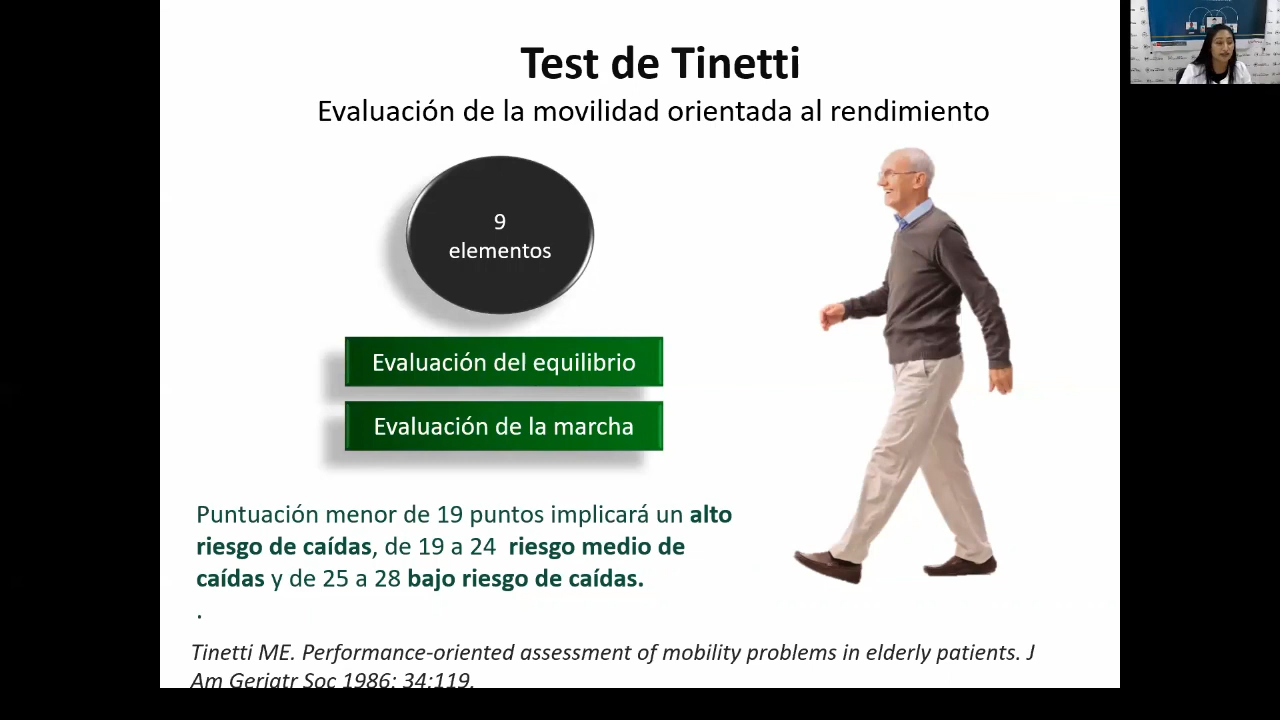 Test de Tinetti
Evaluación de la movilidad orientada al rendimiento
9
elementos
Evaluación del equilibrio
Evaluación de la marcha
Puntuación menor de 19 puntos implicará un alto
riesgo de caídas, de 19 a 24 riesgo medio de
caídas y de 25 a 28 bajo riesgo de caídas.
.
Tinetti ME. Performance-oriented assessment of mobility problems in elderly patients. J
Am Geriatr Soc 1986; 34:119.